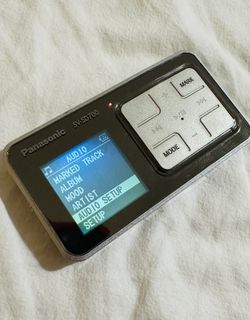 Panasonic
SV-SD700
AUDIO
MARKED TRACK
ALBUM
MOOD
ARTIST
AUDIO SETUP
SETUP
MARK
MODE